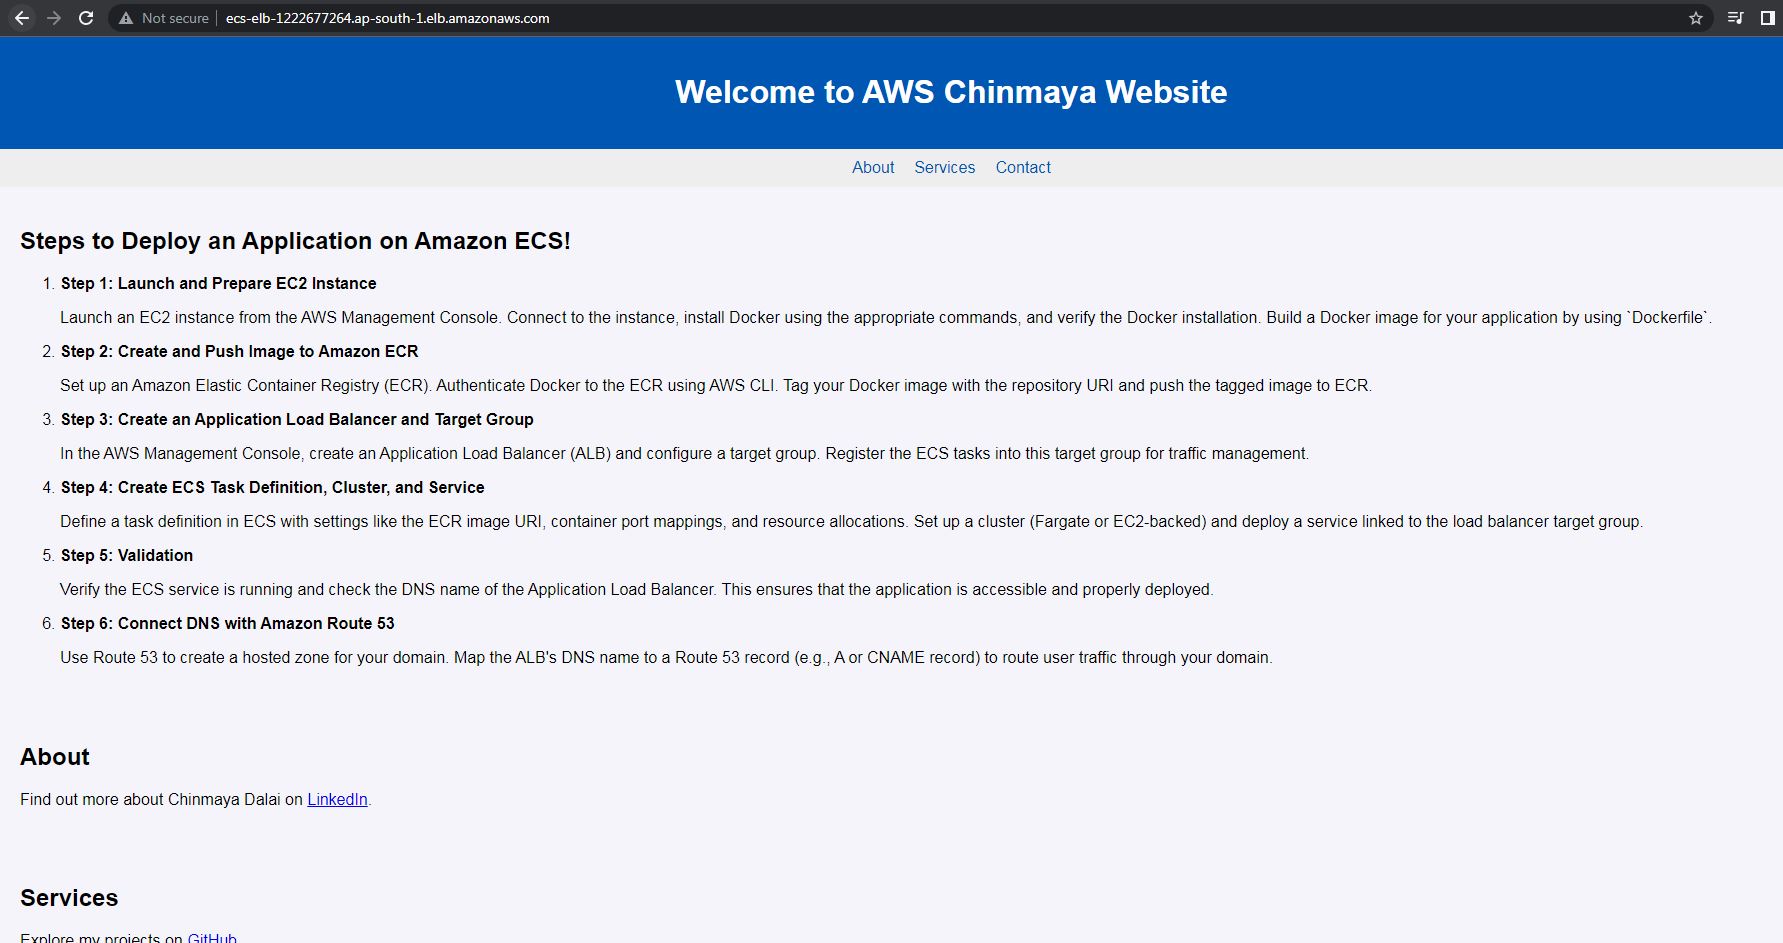 Not secure ecs-elb-1222677264.ap-south-1.elb.amazonaws.com
Welcome to AWS Chinmaya Website
About Services Contact
Steps to Deploy an Application on Amazon ECS!
1. Step 1: Launch and Prepare EC2 Instance
Launch an EC2 instance from the AWS Management Console. Connect to the instance, install Docker using the appropriate commands, and verify the Docker installation. Build a Docker image for your application by using `Dockerfile`.
2. Step 2: Create and Push Image to Amazon ECR
Set up an Amazon Elastic Container Registry (ECR). Authenticate Docker to the ECR using AWS CLI. Tag your Docker image with the repository URI and push the tagged image to ECR.
3. Step 3: Create an Application Load Balancer and Target Group
In the AWS Management Console, create an Application Load Balancer (ALB) and configure a target group. Register the ECS tasks into this target group for traffic management.
4. Step 4: Create ECS Task Definition, Cluster, and Service
Define a task definition in ECS with settings like the ECR image URI, container port mappings, and resource allocations. Set up a cluster (Fargate or EC2-backed) and deploy a service linked to the load balancer target group.
5. Step 5: Validation
Verify the ECS service is running and check the DNS name of the Application Load Balancer. This ensures that the application is accessible and properly deployed.
6. Step 6: Connect DNS with Amazon Route 53
Use Route 53 to create a hosted zone for your domain. Map the ALB's DNS name to a Route 53 record (e.g., A or CNAME record) to route user traffic through your domain.
About
Find out more about Chinmaya Dalai on LinkedIn.
Services
Explore my projects on GitHub